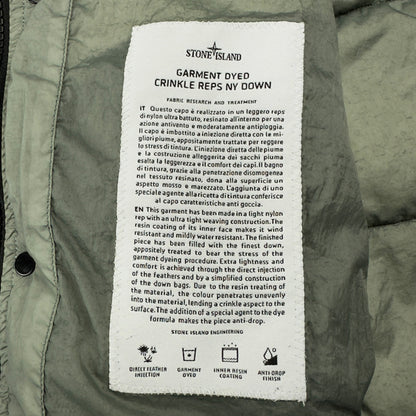 STONE ISLAND
GARMENT DYED
CRINKLE REPS NY DOWN
FABRIC RESEARCH AND TREATMENT
IT Questo capo è realizzato in un leggero reps
di nylon ultra battuto, resinato all'interno per una
azione antivento e moderatamente antipioggia.
Il capo è imbottito a iniezione diretta con le mi-
gliori piume, appositamente trattate per reggere
lo stress di tintura. L'iniezione diretta delle piume
e la costruzione alleggerita dei sacchi piuma
esalta la leggerezza e il comfort dei capi. Il bagno
di tintura, grazie alla penetrazione disomogenea
nel tessuto resinato, dona alla superficie un
aspetto mosso e marezzato. L'aggiunta di uno
speciale agente alla ricetta di tintura conferisce
al capo caratteristiche anti goccia.
EN This garment has been made in a light nylon
rep with an ultra tight weaving construction. The
resin coating of its inner face makes it wind
resistant and mildly water resistant. The finished
piece has been filled with the finest down,
appositely treated to bear the stress of the
garment dyeing procedure. Extra lightness and
comfort is achieved through the direct injection
of the feathers and by a simplified construction
of the down bags. Due to the resin treating of
the material, the colour penetrates unevenly
into the material, lending a crinkle aspect to the
surface. The addition of a special agent to the dye
formula makes the piece anti-drop.
STONE ISLAND ENGINEERING
DIRECT FEATHER
INJECTION
GARMENT
DYED
INNER RESIN
COATING
ANTI-DROP
FINISH